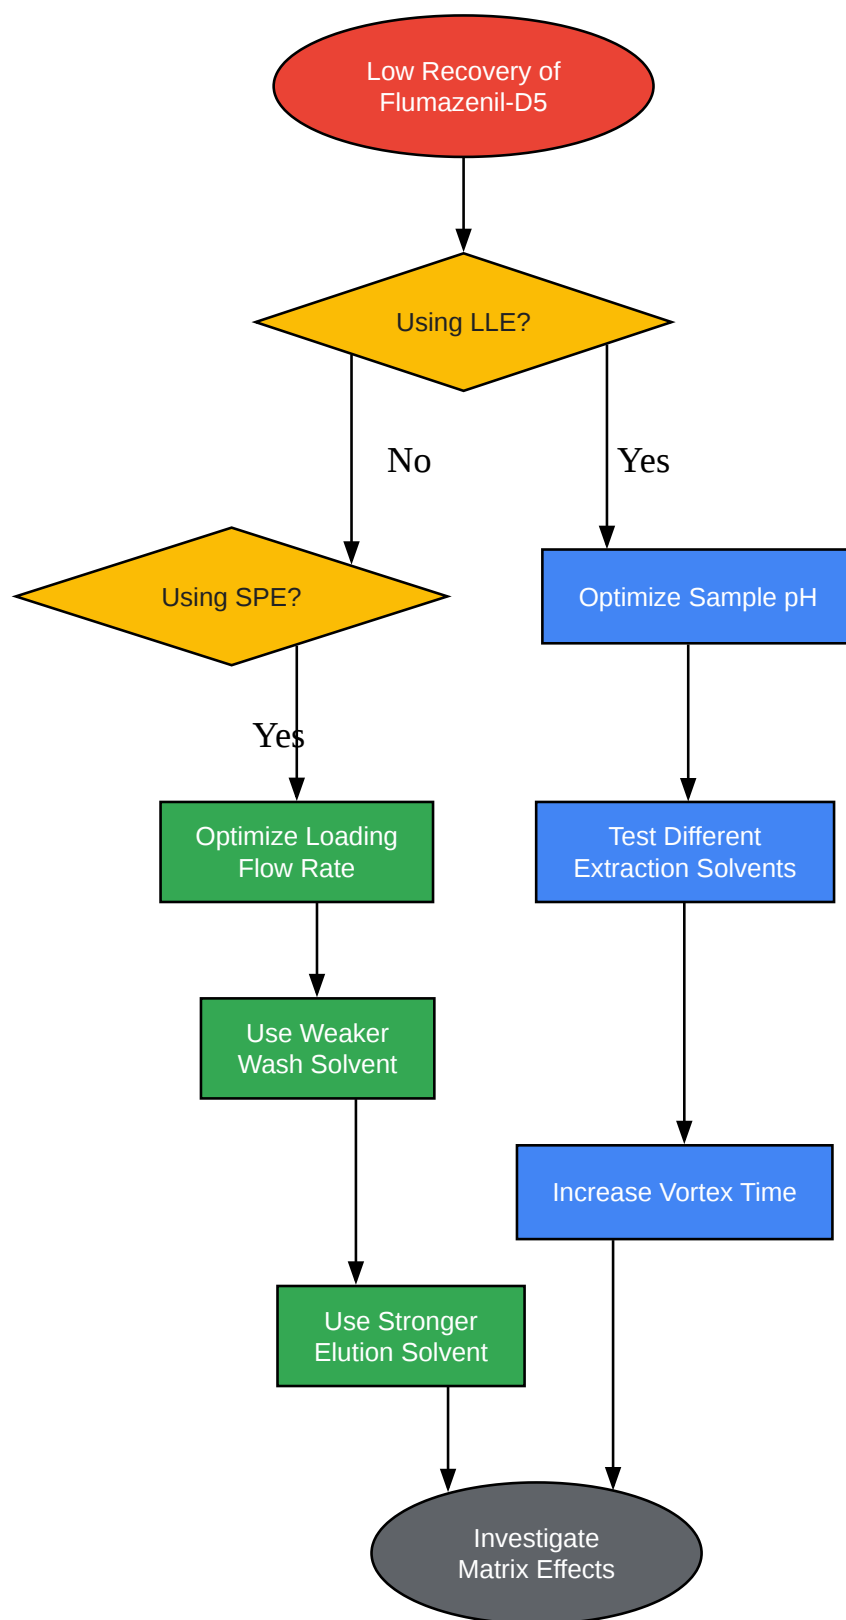 Low Recovery of
Flumazenil-D5
Using LLE?
No
Yes
Using SPE?
Optimize Sample pH
Yes
Optimize Loading
Flow Rate
Test Different
Extraction Solvents
Use Weaker
Wash Solvent
Increase Vortex Time
Use Stronger
Elution Solvent
Investigate
Matrix Effects